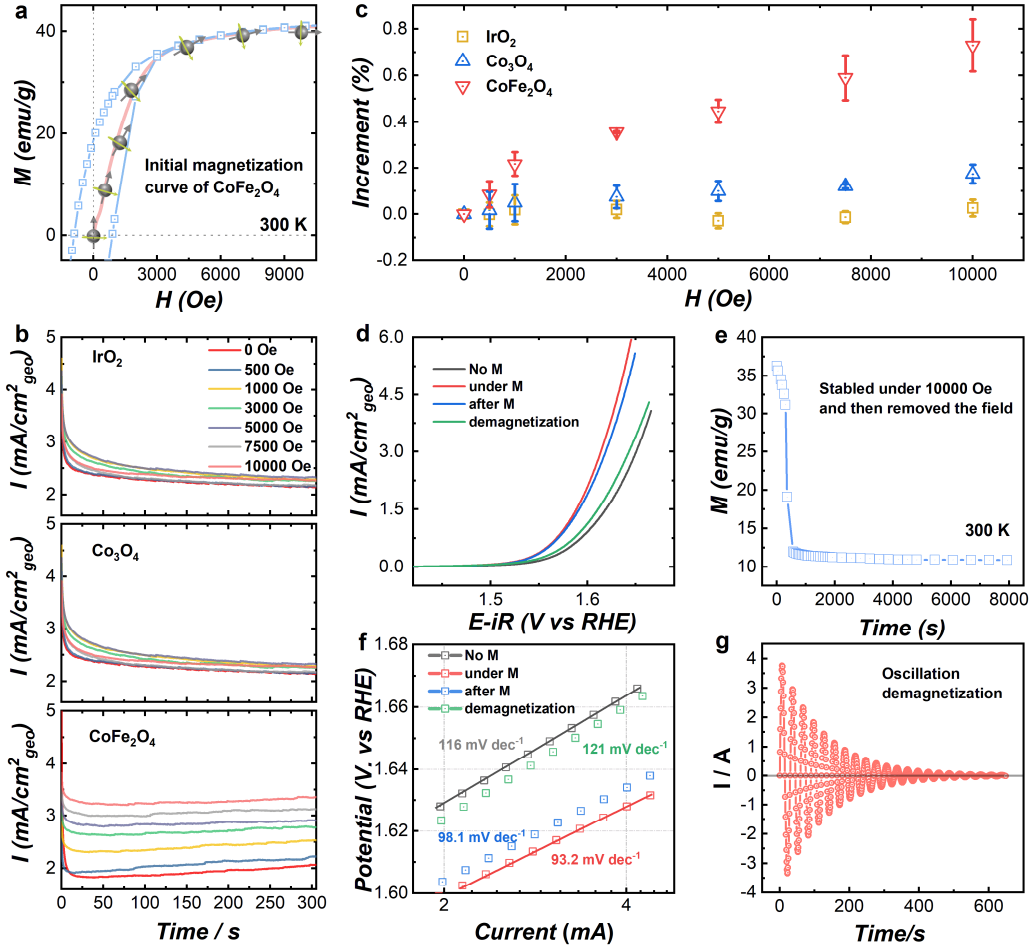 a
M (emu/g)
40
20
0
Initial magnetization
curve of CoFe2O4
300 K
0 3000 6000 9000
H (Oe)
c
Increment (%)
0.8
0.6
0.4
0.2
0.0
-0.2
IrO2
Co3O4
CoFe2O4
0 2000 4000 6000 8000 10000
H (Oe)
b
I (mA/cm2geo)
5
4
3
2
IrO2
0 Oe
500 Oe
1000 Oe
3000 Oe
5000 Oe
7500 Oe
10000 Oe
I (mA/cm2geo)
5
4
3
2
Co3O4
I (mA/cm2geo)
5
4
3
2
CoFe2O4
0 50 100 150 200 250 300
Time / s
d
I (mA/cm2geo)
6.0
4.5
3.0
1.5
0.0
No M
under M
after M
demagnetization
1.5 1.6
E-iR (V vs RHE)
e
M (emu/g)
40
35
30
25
20
15
10
Stabled under 10000 Oe
and then removed the field
300 K
0 2000 4000 6000 8000
Time (s)
f
Potential (V. vs RHE)
1.68
1.66
1.64
1.62
1.60
No M
under M
after M
demagnetization
116 mV dec-1
121 mV dec-1
98.1 mV dec-1
93.2 mV dec-1
2 4
Current (mA)
g
I / A
4
3
2
1
0
-1
-2
-3
-4
Oscillation
demagnetization
0 200 400 600
Time/s